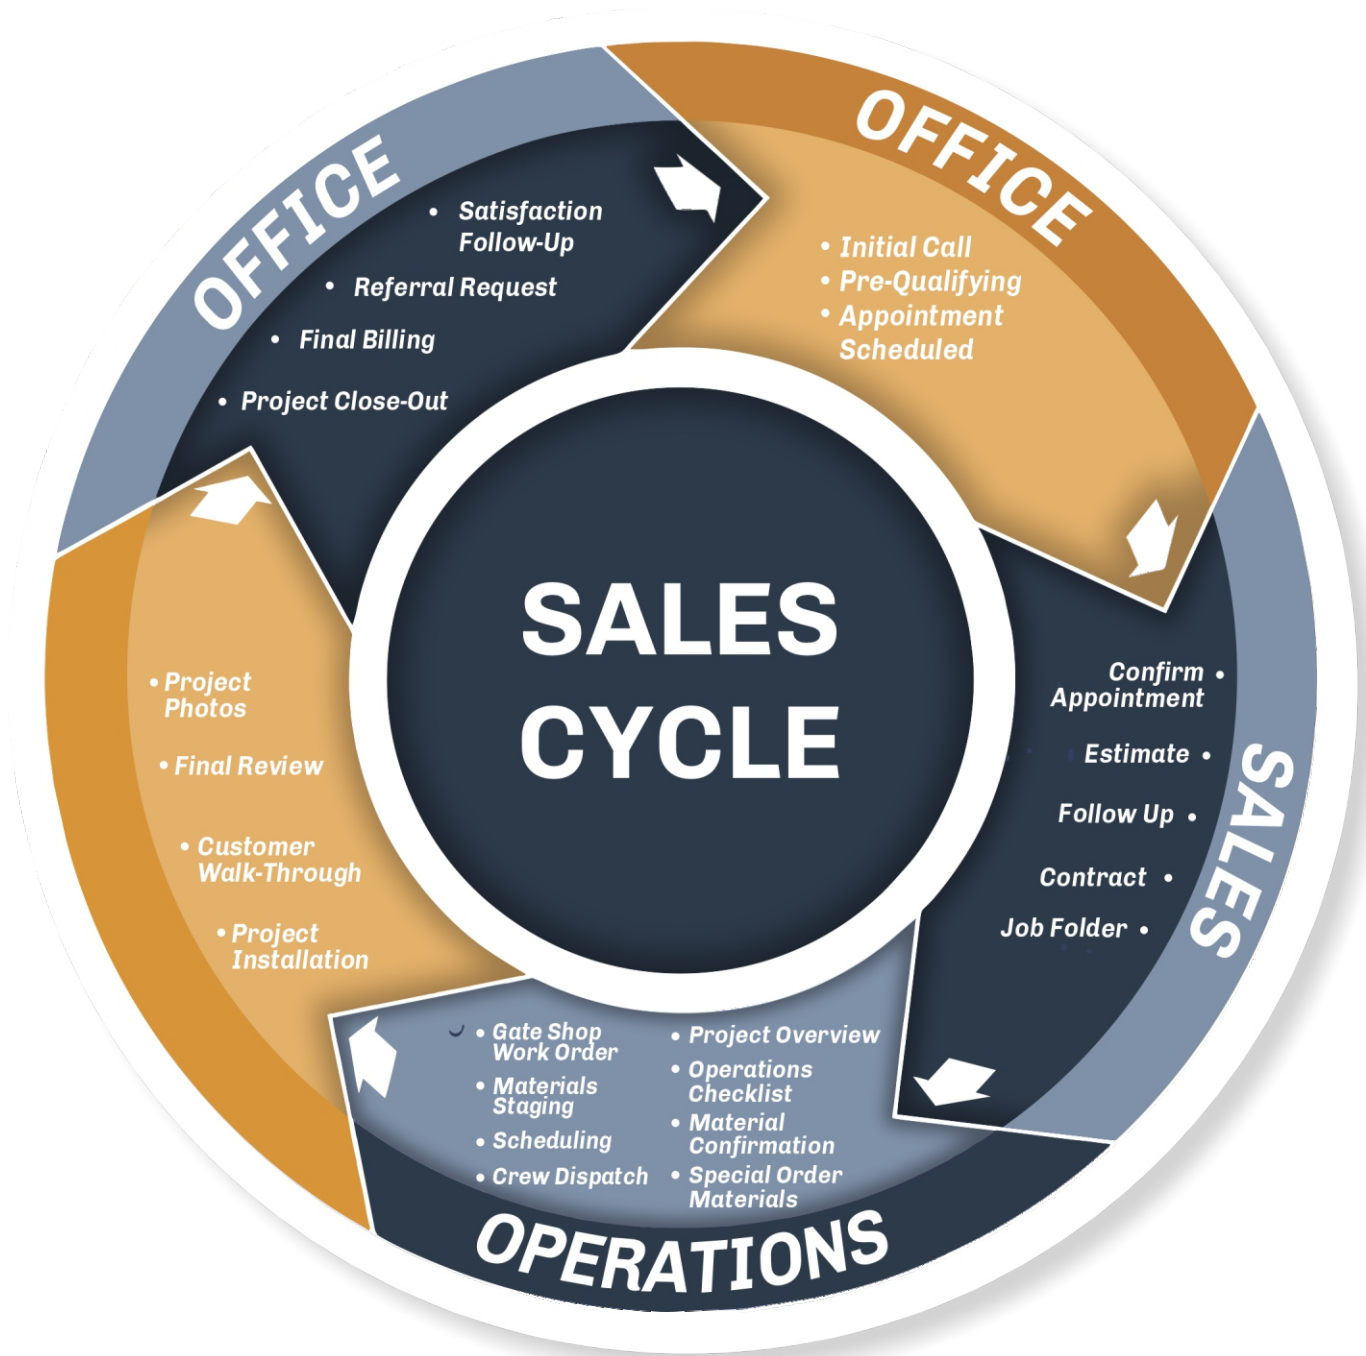 OFFICE
• Initial Call
• Pre-Qualifying
• Appointment
Scheduled
SALES
Confirm •
Appointment
Estimate •
Follow Up •
Contract •
Job Folder •
OPERATIONS
• Project Overview
• Operations
Checklist
• Material
Confirmation
• Special Order
Materials
• Gate Shop
Work Order
• Materials
Staging
• Scheduling
• Crew Dispatch
• Project
Photos
• Final Review
• Customer
Walk-Through
• Project
Installation
OFFICE
• Satisfaction
Follow-Up
• Referral Request
• Final Billing
• Project Close-Out
SALES
CYCLE